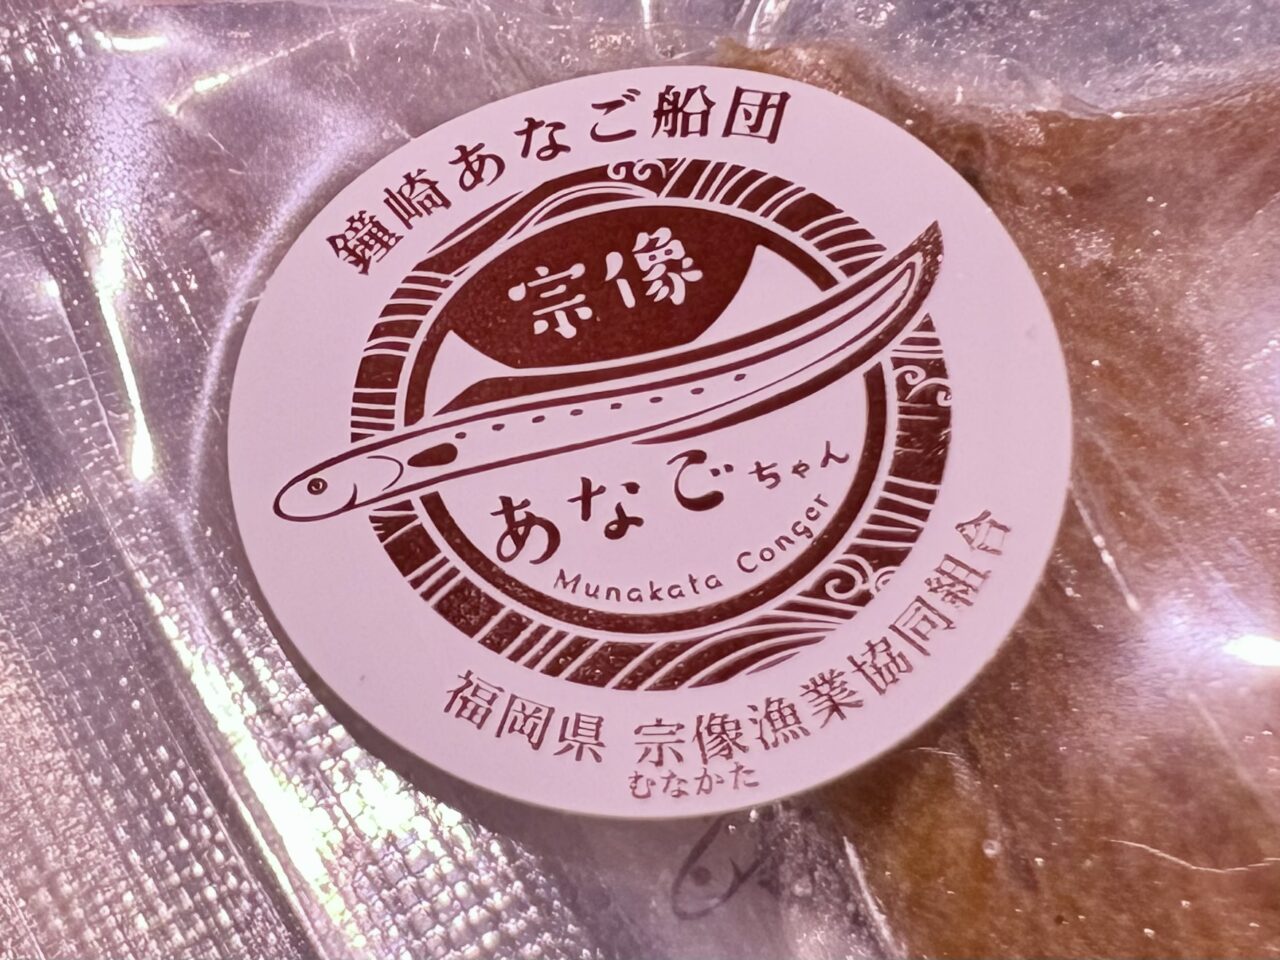 鐘崎あなご船団
宗像
あなごちゃん
Munakata Conger
福岡県 宗像漁業協同組合
むなかた